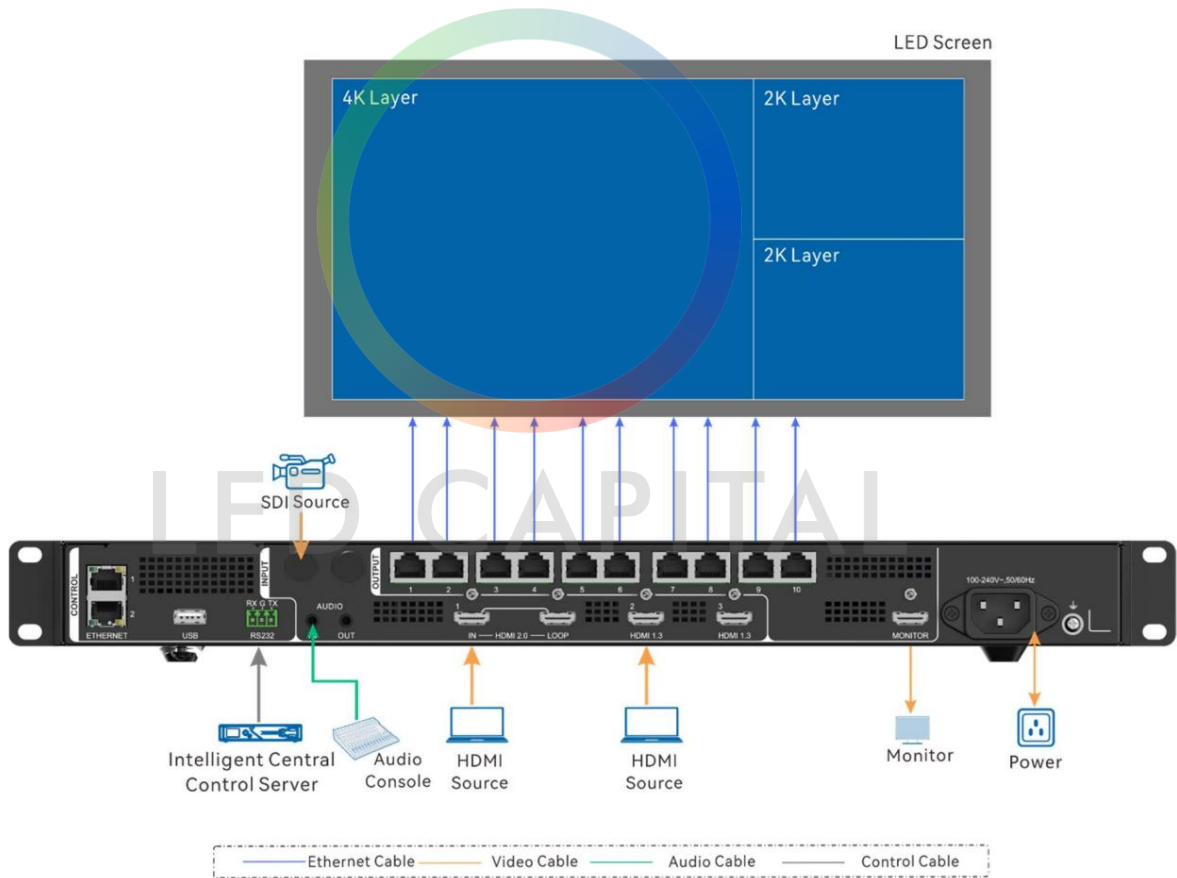 LED Screen
4K Layer
2K Layer
2K Layer
SDI Source
LED CAPITAL
CONTROL
1
2
ETHERNET
USB
RX G TX
RS232
INPUT
AUDIO
OUT
OUTPUT
1 2 3 4 5 6 7 8 9 10
1
IN HDMI 2.0 LOOP
2
HDMI 1.3
3
HDMI 1.3
MONITOR
100-240V~,50/60Hz
Intelligent Central
Control Server
Audio
Console
HDMI
Source
HDMI
Source
Monitor
Power
Ethernet Cable
Video Cable
Audio Cable
Control Cable